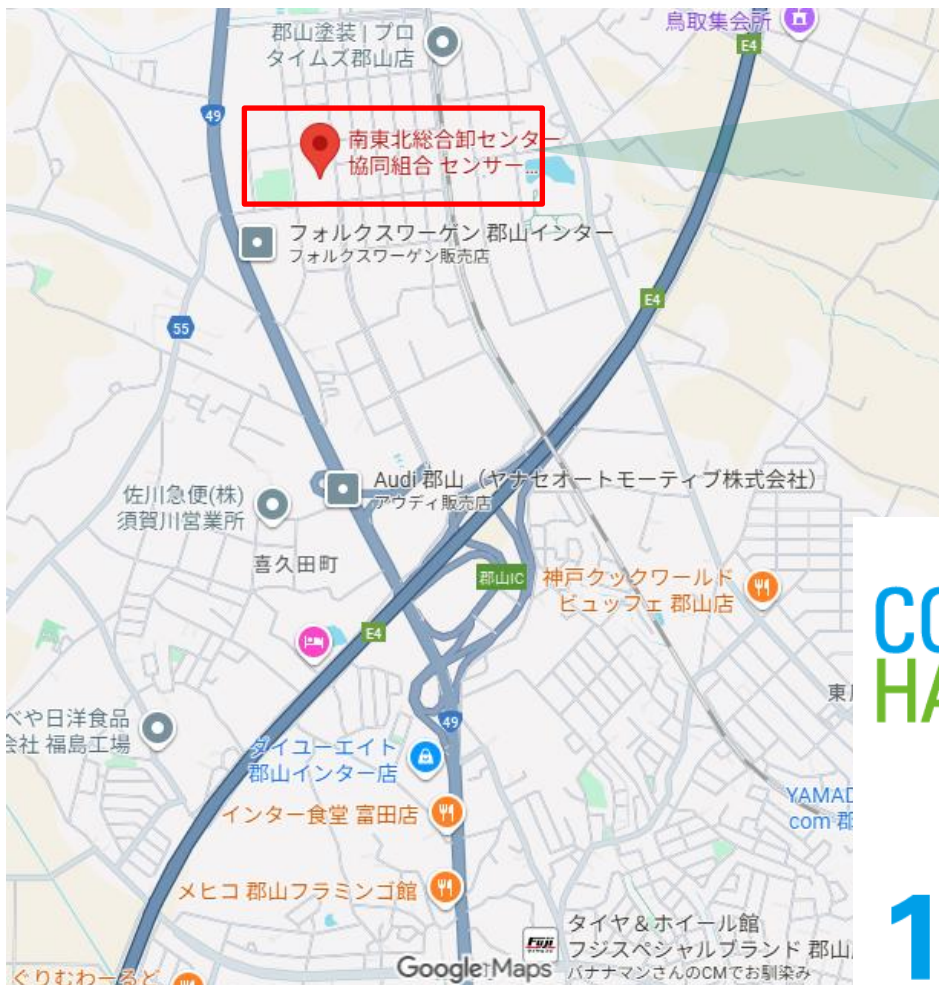 郡山塗装 | プロ
タイムズ郡山店
鳥取集会所
E4
49
南東北総合卸センター
協同組合 センサー...
フォルクスワーゲン 郡山インター
フォルクスワーゲン販売店
E4
55
Audi 郡山（ヤナセオートモーティブ株式会社）
アウディ販売店
佐川急便(株)
須賀川営業所
喜久田町
郡山IC
神戸クックワールド
ビュッフェ 郡山店
E4
CO
HA
東
べや日洋食品
会社 福島工場
49
ダイユーエイト
郡山インター店
YAMAD
com 郡
インター食堂 富田店
メヒコ 郡山フラミンゴ館
1
タイヤ＆ホイール館
Fuji
フジスペシャルブランド 郡山
Google Maps
バナナマンさんのCMでお馴染み
ぐりむわーるど